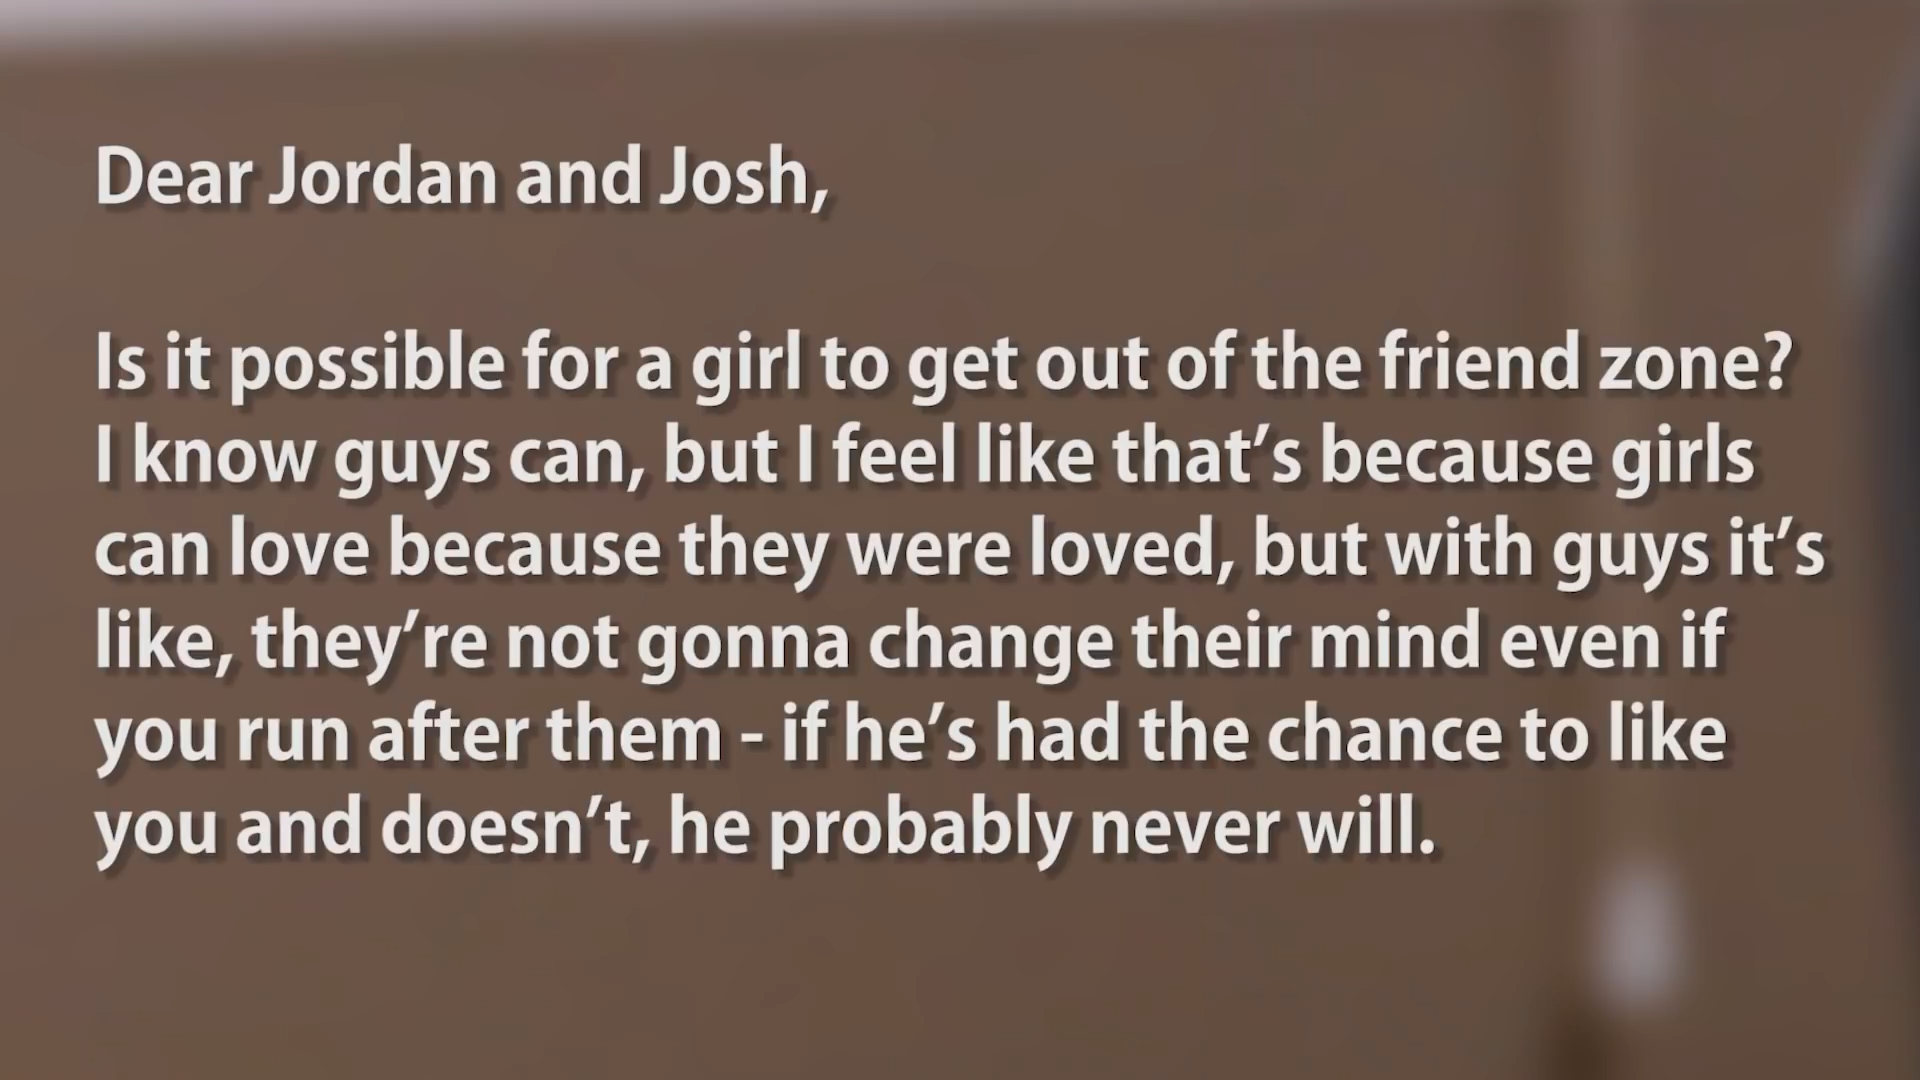 Dear Jordan and Josh,
Is it possible for a girl to get out of the friend zone?
I know guys can, but I feel like that’s because girls
can love because they were loved, but with guys it’s
like, they’re not gonna change their mind even if
you run after them - if he’s had the chance to like
you and doesn’t, he probably never will.